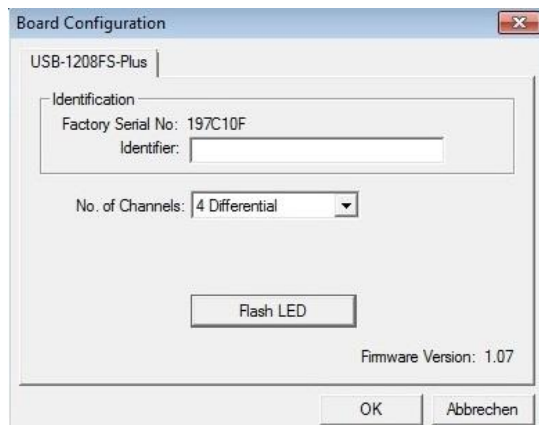 Board Configuration
USB-1208FS-Plus
Identification
Factory Serial No: 197C10F
Identifier:
No. of Channels: 4 Differential
Flash LED
Firmware Version: 1.07
OK Abbrechen